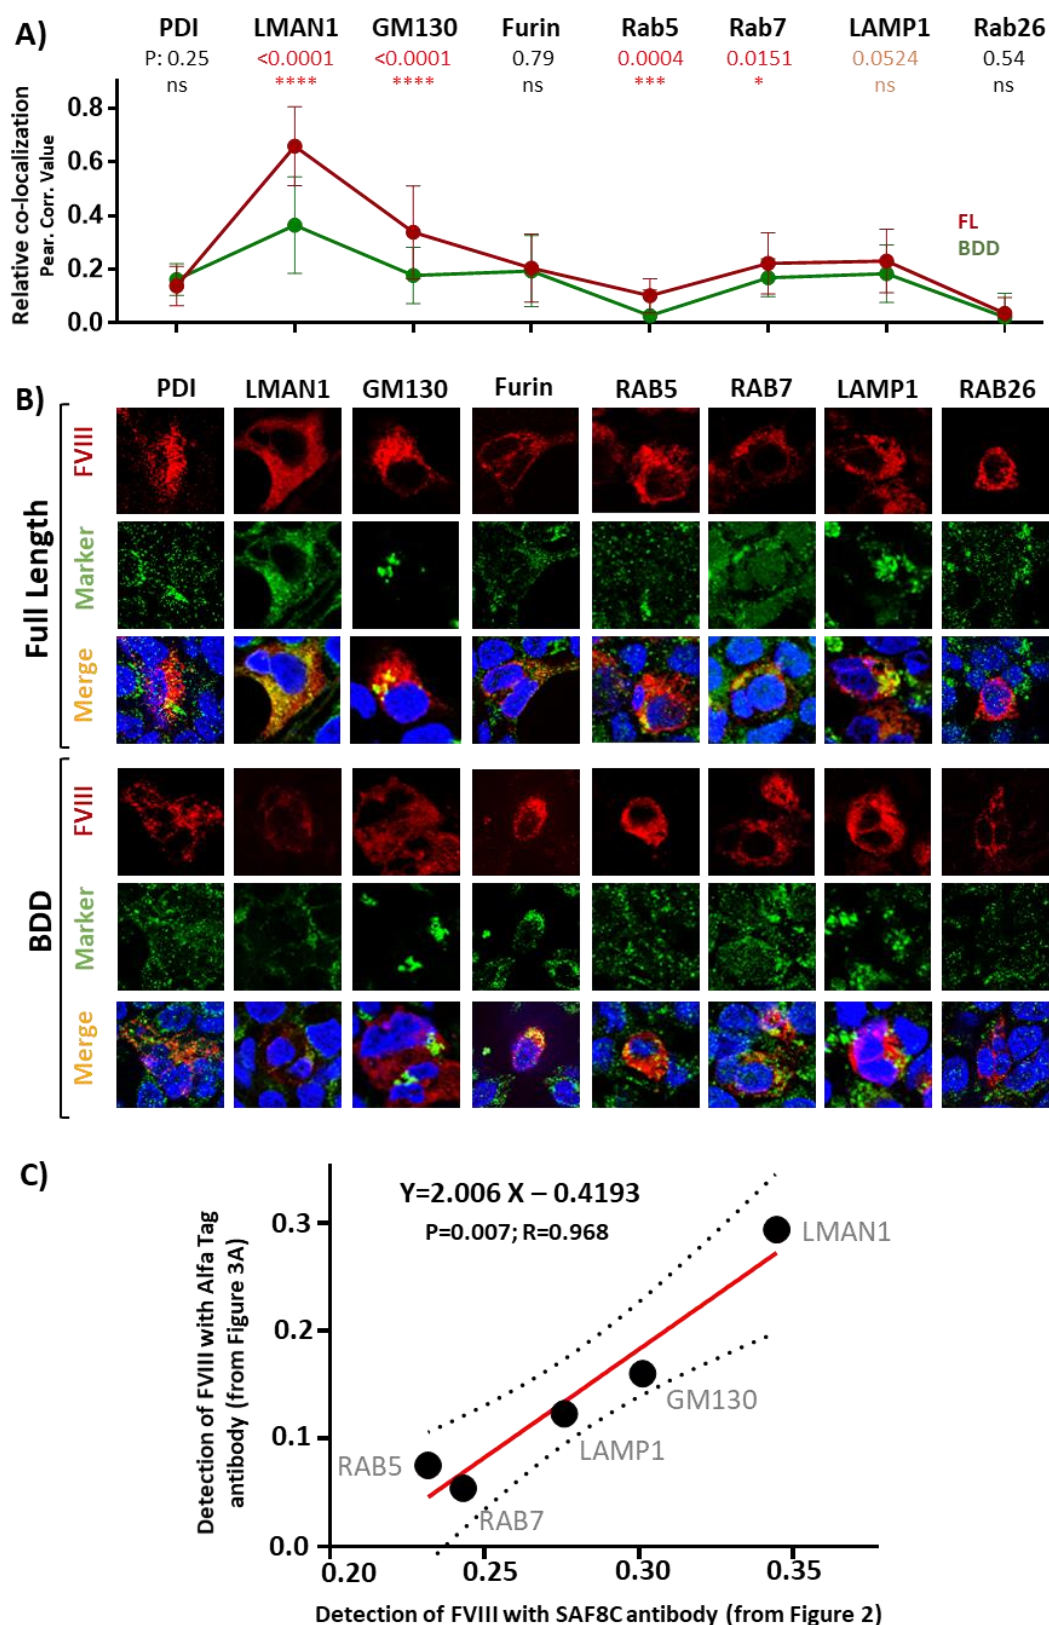 A)
PDI LMAN1 GM130 Furin Rab5 Rab7 LAMP1 Rab26
P: 0.25 <0.0001 <0.0001 0.79 0.0004 0.0151 0.0524 0.54
ns **** **** ns *** * ns ns
Relative co-localization
Pear. Corr. Value
0.8
0.6
0.4
0.2
0.0
FL
BDD
B)
PDI LMAN1 GM130 Furin RAB5 RAB7 LAMP1 RAB26
Full Length
FVIII
Marker
Merge
BDD
FVIII
Marker
Merge
C)
Y=2.006 X – 0.4193
P=0.007; R=0.968
Detection of FVIII with Alfa Tag
antibody (from Figure 3A)
0.3
0.2
0.1
0.0
LMAN1
GM130
LAMP1
RAB5
RAB7
0.20 0.25 0.30 0.35
Detection of FVIII with SAF8C antibody (from Figure 2)